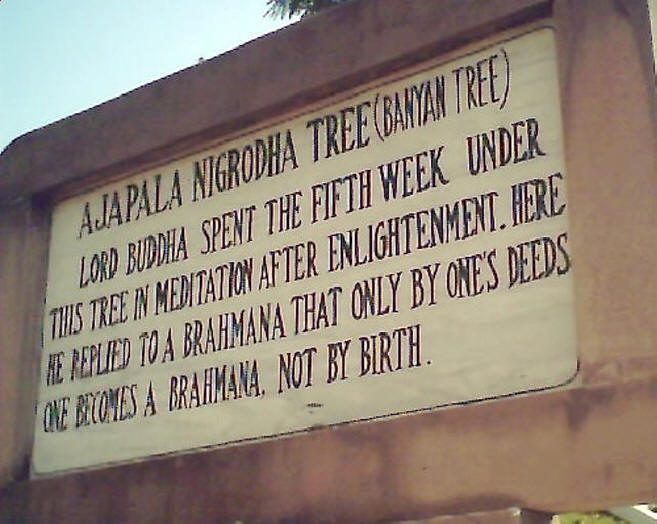 AJAPALA NIGRODHA TREE (BANYAN TREE)
LORD BUDDHA SPENT THE FIFTH WEEK UNDER
THIS TREE IN MEDITATION AFTER ENLIGHTENMENT. HERE
HE REPLIED TO A BRAHMANA THAT ONLY BY ONE'S DEEDS
ONE BECOMES A BRAHMANA, NOT BY BIRTH.